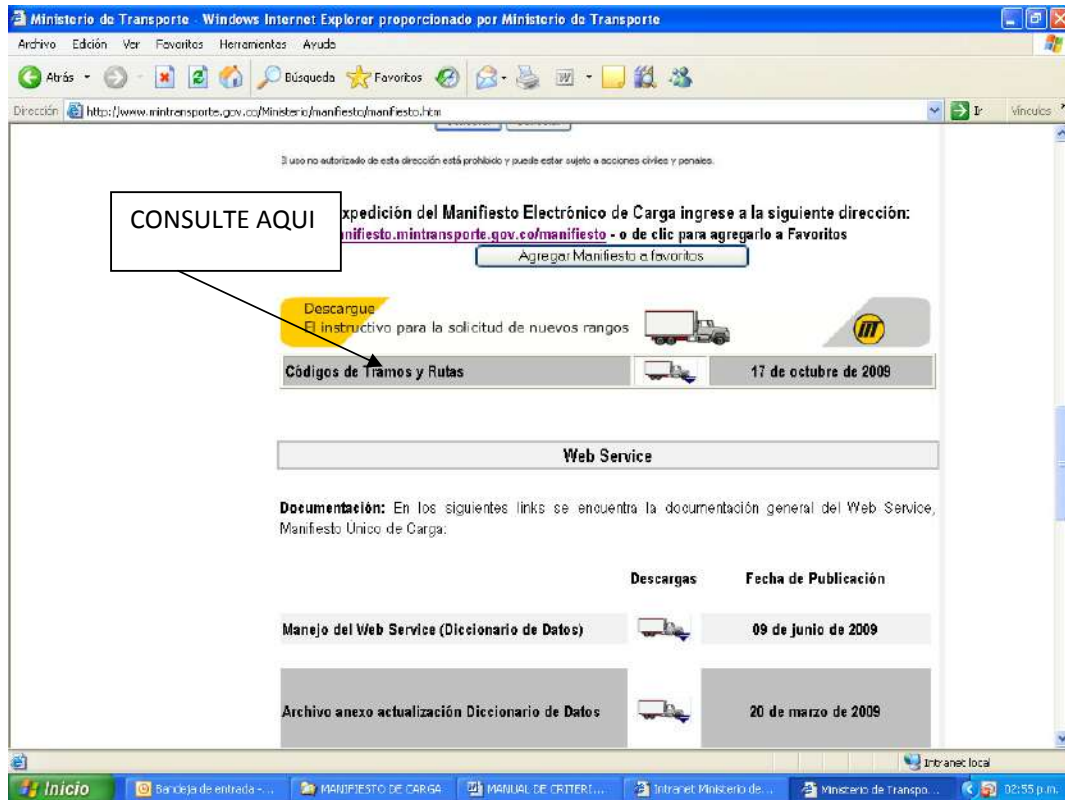 Ministerio de Transporte - Windows Internet Explorer proporcionado por Ministerio de Transporte
Archivo Edición Ver Favoritos Herramientas Ayuda
Atrás Búsqueda Favoritos
Dirección http://www.mintransporte.gov.co/Ministerio/manifiesto/manifiesto.htm Ir Vínculos
El uso no autorizado de esta dirección está prohibido y puede estar sujeto a acciones civiles y penales.
CONSULTE AQUI
xpedición del Manifiesto Electrónico de Carga ingrese a la siguiente dirección:
anifiesto.mintransporte.gov.co/manifiesto - o de clic para agregarlo a Favoritos
Agregar Manifiesto a favoritos
Descargue
El instructivo para la solicitud de nuevos rangos
Códigos de Tramos y Rutas 17 de octubre de 2009
Web Service
Documentación: En los siguientes links se encuentra la documentación general del Web Service,
Manifiesto Único de Carga:
Descargas Fecha de Publicación
Manejo del Web Service (Diccionario de Datos) 09 de junio de 2009
Archivo anexo actualización Diccionario de Datos 20 de marzo de 2009
Intranet local
Inicio Bandeja de entrada -... MANIFIESTO DE CARGA MANUAL DE CRITERI... Intranet Ministerio de... Ministerio de Transpo... 02:55 p.m.